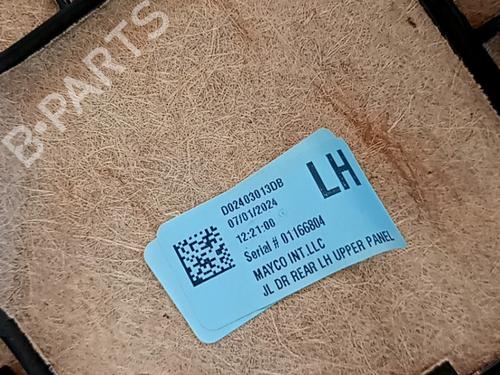 B-PARTS
LH
D02403013DB
07/01/2024
12:21:00
Serial # 01166804
MAYCO INT.,LLC
JL DR REAR LH UPPER PANEL